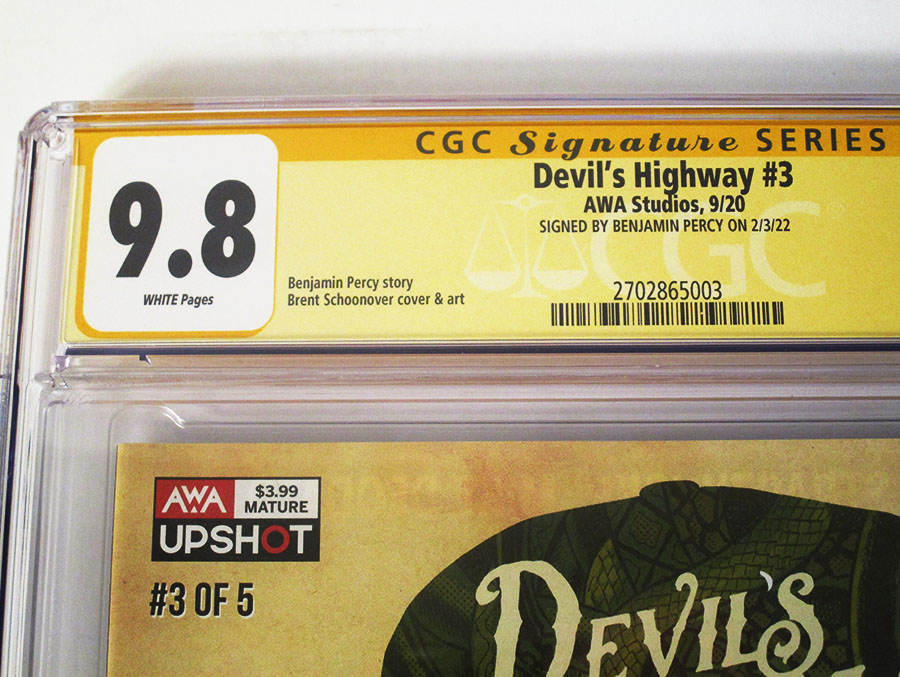 CGC Signature SERIES
Devil's Highway #3
AWA Studios, 9/20
SIGNED BY BENJAMIN PERCY ON 2/3/22
9.8
WHITE Pages
Benjamin Percy story
Brent Schoonover cover & art
CGC
2702865003
AWA
$3.99
MATURE
UPSHOT
#3 OF 5
DEVIL'S